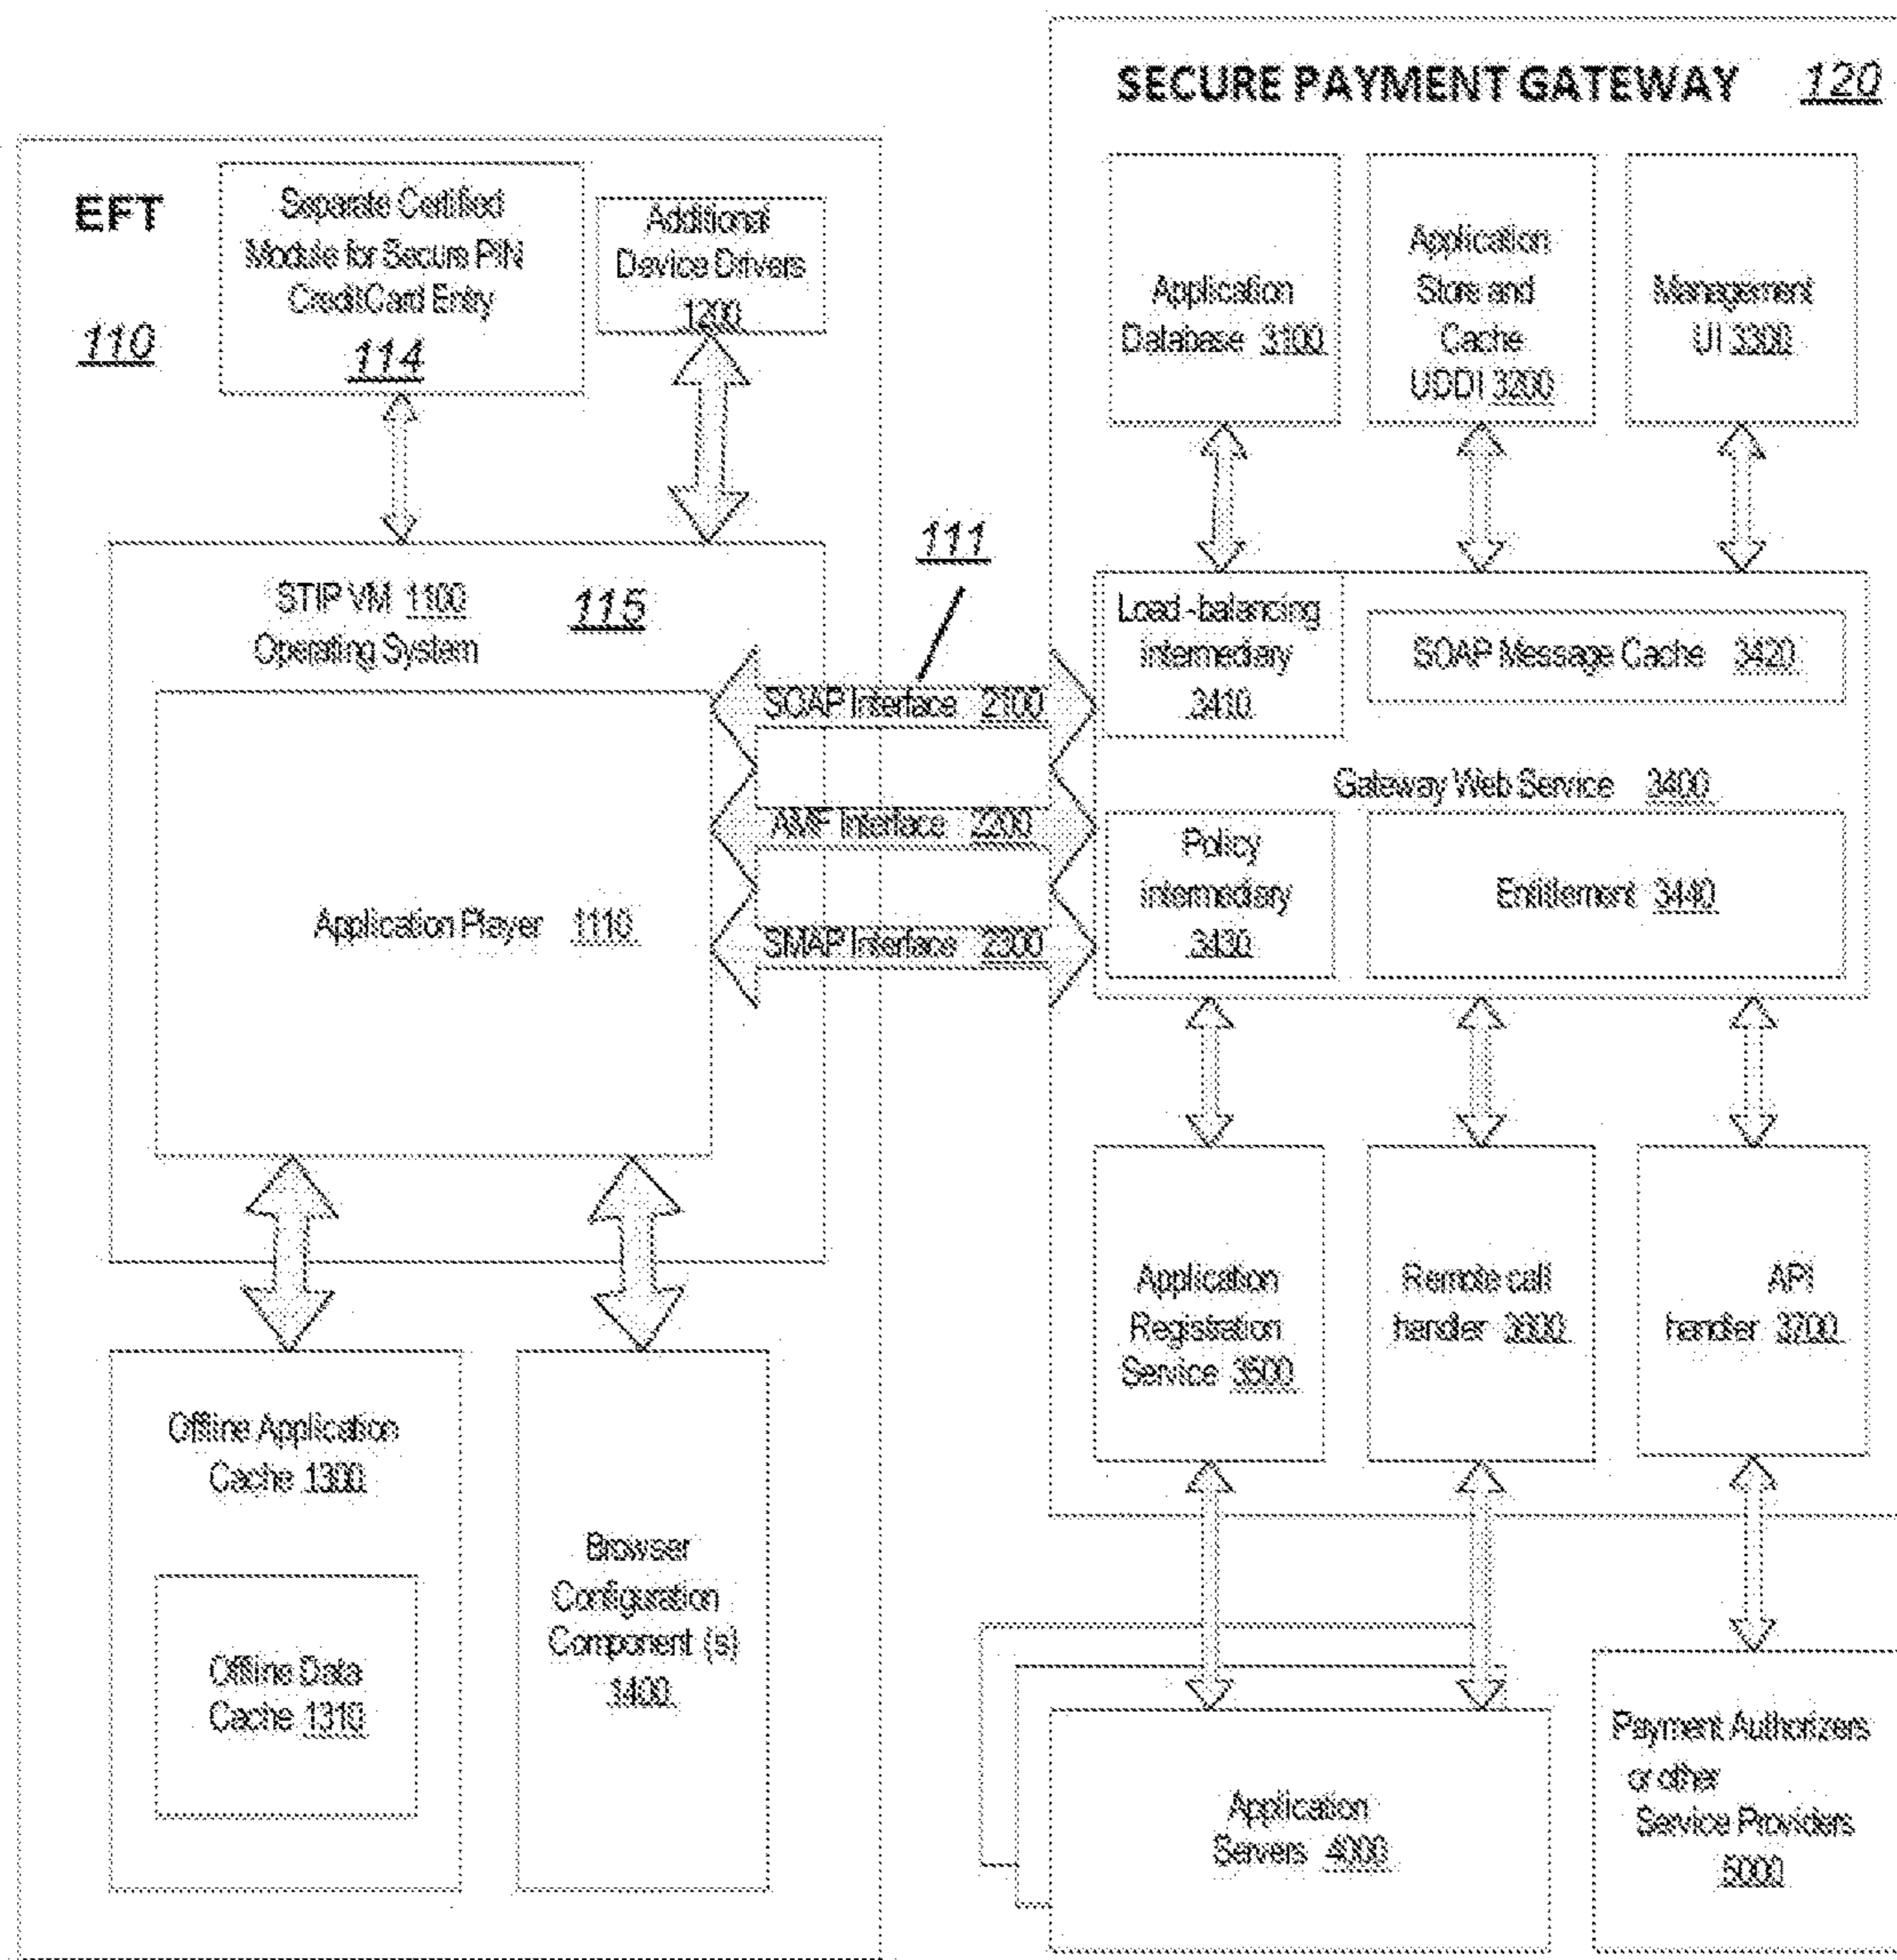 SECURE PAYMENT GATEWAY 120
EFT
110
Separate Certified
Module for Secure PIN
CreditCard Entry
114
Additional
Device Drivers
1200
Application
Database 3100
Application
Store and
Cache
UDDI 3200
Management
UI 3300
111
STIP VM 1100
Operating System
115
Application Player 1110
SOAP Interface 2100
AMF Interface 2200
SMAP Interface 2300
Load-balancing
intermediary
3410
SOAP Message Cache 3420
Gateway Web Service 3400
Policy
intermediary
3430
Entitlement 3440
Application
Registration
Service 3500
Remote call
handler 3600
API
handler 3700
Offline Application
Cache 1300
Offline Data
Cache 1310
Browser
Configuration
Component (s)
1400
Application
Servers 4000
Payment Authorizers
or other
Service Providers
5000